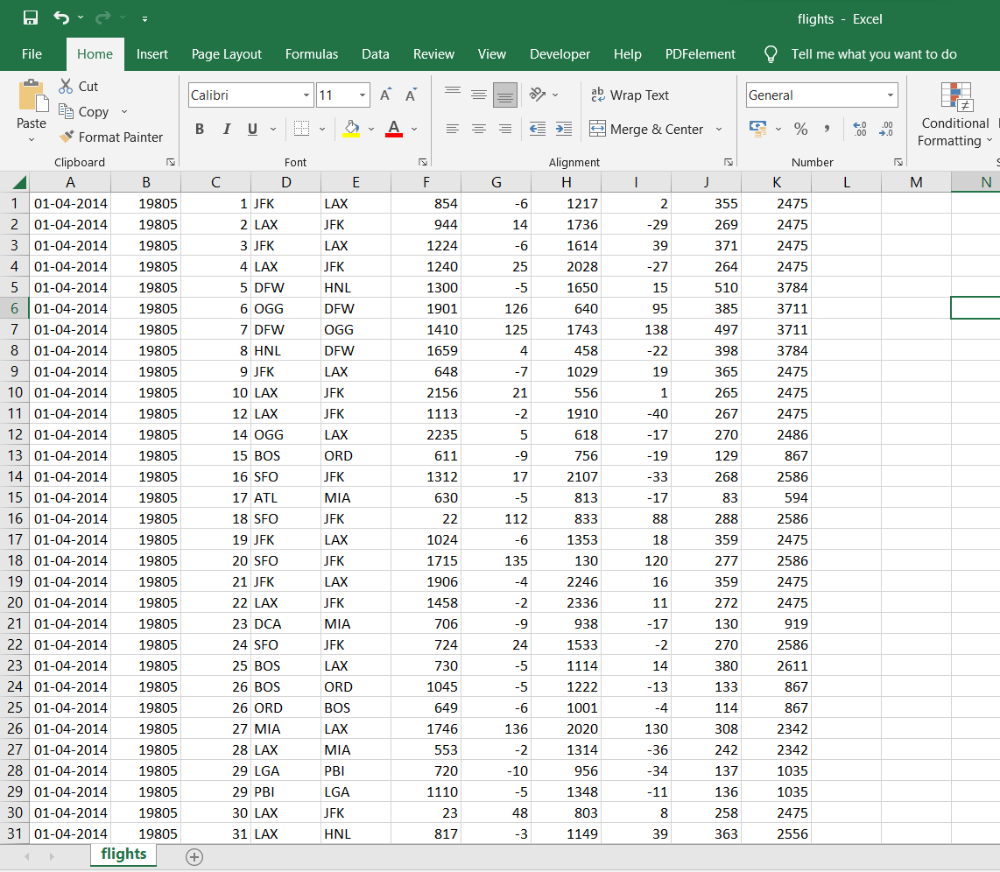 flights - Excel
File Home Insert Page Layout Formulas Data Review View Developer Help PDFelement Tell me what you want to do
Cut
Copy
Format Painter
Paste
Clipboard
Calibri 11
B I U
Font
Wrap Text
Merge & Center
Alignment
General
Number
Conditional
Formatting
A B C D E F G H I J K L M N
1 01-04-2014 19805 1 JFK LAX 854 -6 1217 2 355 2475
2 01-04-2014 19805 2 LAX JFK 944 14 1736 -29 269 2475
3 01-04-2014 19805 3 JFK LAX 1224 -6 1614 39 371 2475
4 01-04-2014 19805 4 LAX JFK 1240 25 2028 -27 264 2475
5 01-04-2014 19805 5 DFW HNL 1300 -5 1650 15 510 3784
6 01-04-2014 19805 6 OGG DFW 1901 126 640 95 385 3711
7 01-04-2014 19805 7 DFW OGG 1410 125 1743 138 497 3711
8 01-04-2014 19805 8 HNL DFW 1659 4 458 -22 398 3784
9 01-04-2014 19805 9 JFK LAX 648 -7 1029 19 365 2475
10 01-04-2014 19805 10 LAX JFK 2156 21 556 1 265 2475
11 01-04-2014 19805 12 LAX JFK 1113 -2 1910 -40 267 2475
12 01-04-2014 19805 14 OGG LAX 2235 5 618 -17 270 2486
13 01-04-2014 19805 15 BOS ORD 611 -9 756 -19 129 867
14 01-04-2014 19805 16 SFO JFK 1312 17 2107 -33 268 2586
15 01-04-2014 19805 17 ATL MIA 630 -5 813 -17 83 594
16 01-04-2014 19805 18 SFO JFK 22 112 833 88 288 2586
17 01-04-2014 19805 19 JFK LAX 1024 -6 1353 18 359 2475
18 01-04-2014 19805 20 SFO JFK 1715 135 130 120 277 2586
19 01-04-2014 19805 21 JFK LAX 1906 -4 2246 16 359 2475
20 01-04-2014 19805 22 LAX JFK 1458 -2 2336 11 272 2475
21 01-04-2014 19805 23 DCA MIA 706 -9 938 -17 130 919
22 01-04-2014 19805 24 SFO JFK 724 24 1533 -2 270 2586
23 01-04-2014 19805 25 BOS LAX 730 -5 1114 14 380 2611
24 01-04-2014 19805 26 BOS ORD 1045 -5 1222 -13 133 867
25 01-04-2014 19805 26 ORD BOS 649 -6 1001 -4 114 867
26 01-04-2014 19805 27 MIA LAX 1746 136 2020 130 308 2342
27 01-04-2014 19805 28 LAX MIA 553 -2 1314 -36 242 2342
28 01-04-2014 19805 29 LGA PBI 720 -10 956 -34 137 1035
29 01-04-2014 19805 29 PBI LGA 1110 -5 1348 -11 136 1035
30 01-04-2014 19805 30 LAX JFK 23 48 803 8 258 2475
31 01-04-2014 19805 31 LAX HNL 817 -3 1149 39 363 2556
flights